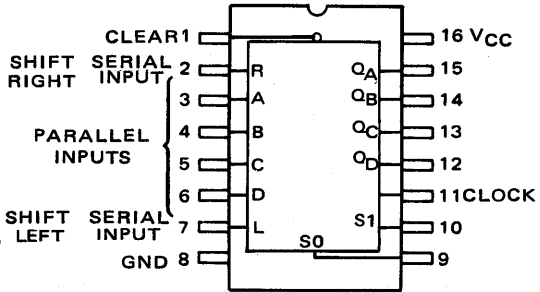 CLEAR 1 16 VCC
SHIFT RIGHT SERIAL INPUT 2 R QA 15
3 A QB 14
PARALLEL INPUTS
4 B QC 13
5 C QD 12
6 D 11 CLOCK
SHIFT LEFT SERIAL INPUT 7 L S1 10
GND 8 S0 9